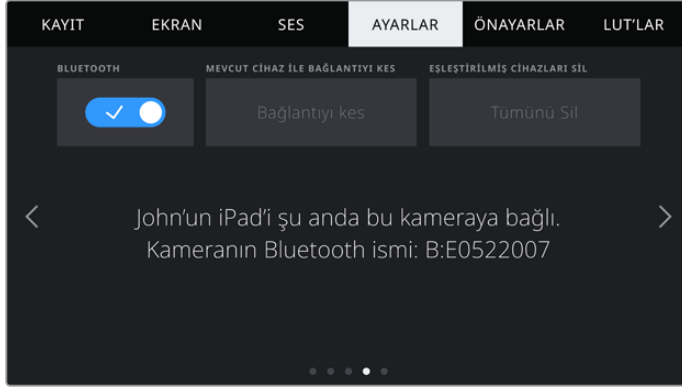 KAYIT EKRAN SES AYARLAR ÖNAYARLAR LUT'LAR
BLUETOOTH MEVCUT CİHAZ İLE BAĞLANTIYI KES EŞLEŞTİRİLMİŞ CİHAZLARI SİL
Bağlantıyı kes Tümünü Sil
John'un iPad'i şu anda bu kameraya bağlı.
Kameranın Bluetooth ismi: B:E0522007